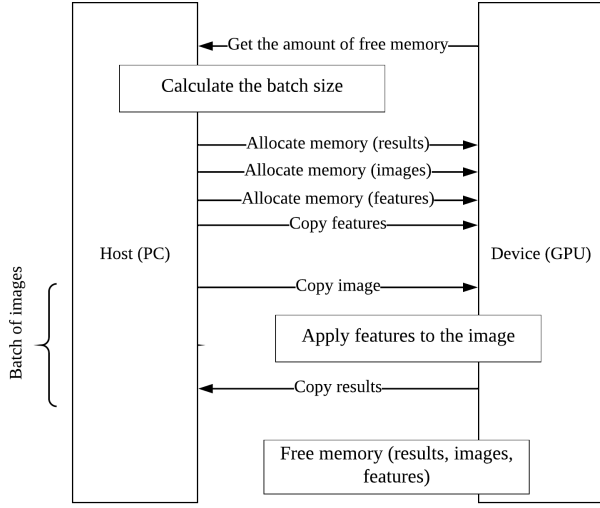 Get the amount of free memory
Calculate the batch size
Allocate memory (results)
Allocate memory (images)
Allocate memory (features)
Copy features
Host (PC)
Device (GPU)
Batch of images
Copy image
Apply features to the image
Copy results
Free memory (results, images,
features)